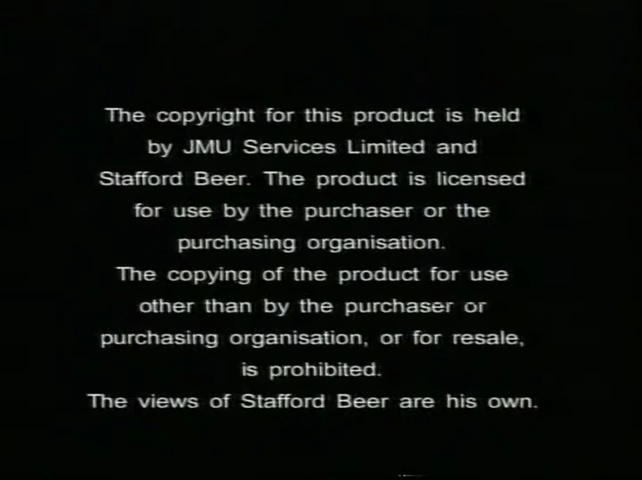 The copyright for this product is held
by JMU Services Limited and
Stafford Beer. The product is licensed
for use by the purchaser or the
purchasing organisation.
The copying of the product for use
other than by the purchaser or
purchasing organisation, or for resale,
is prohibited.
The views of Stafford Beer are his own.